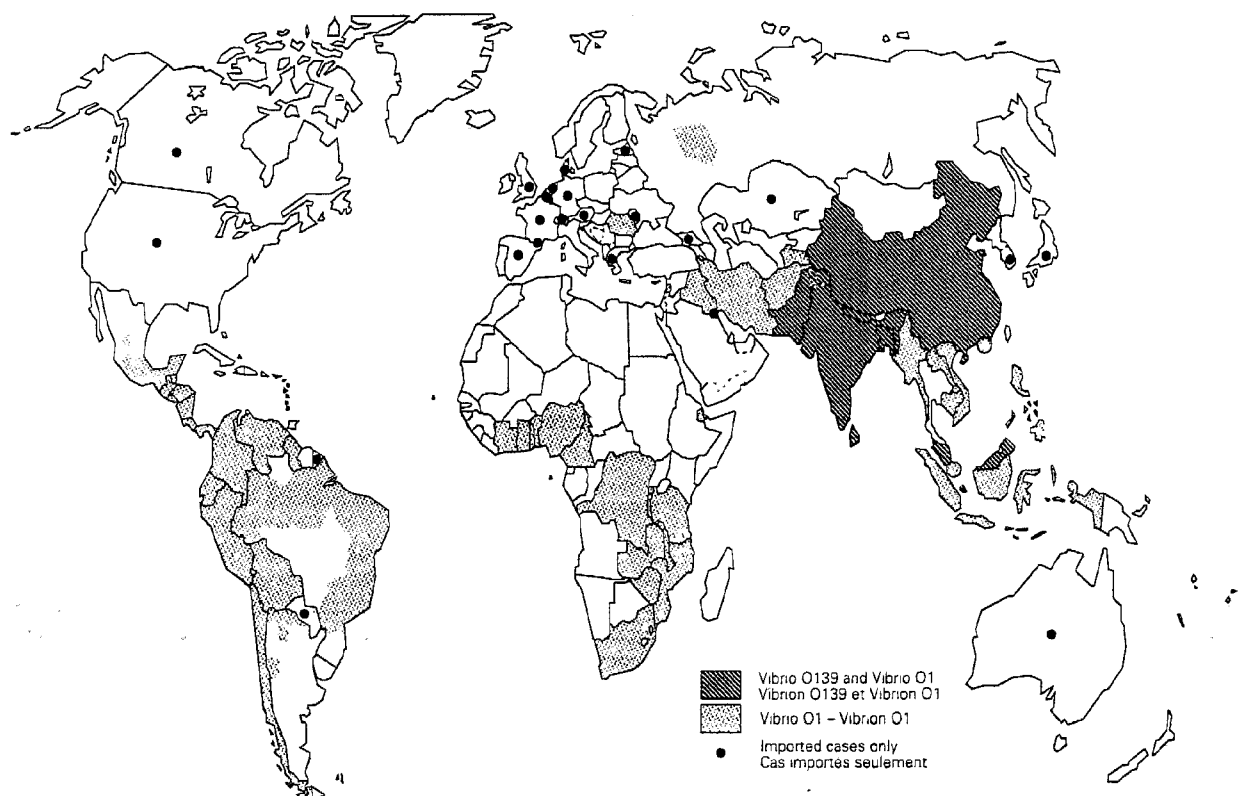 Vibrio O139 and Vibrio O1
Vibrion O139 et Vibrion O1
Vibrio O1 – Vibrion O1
Imported cases only
Cas importés seulement